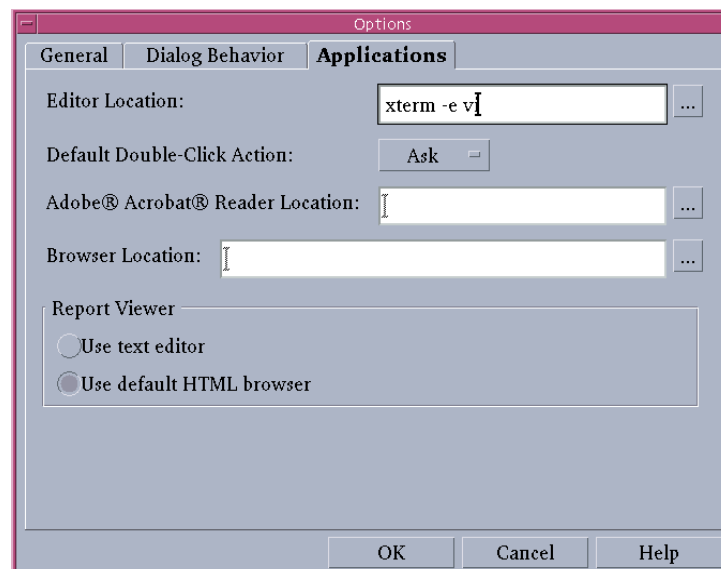 Options
General Dialog Behavior Applications
Editor Location: xterm -e vi ...
Default Double-Click Action: Ask
Adobe® Acrobat® Reader Location: ...
Browser Location: ...
Report Viewer
Use text editor
Use default HTML browser
OK Cancel Help